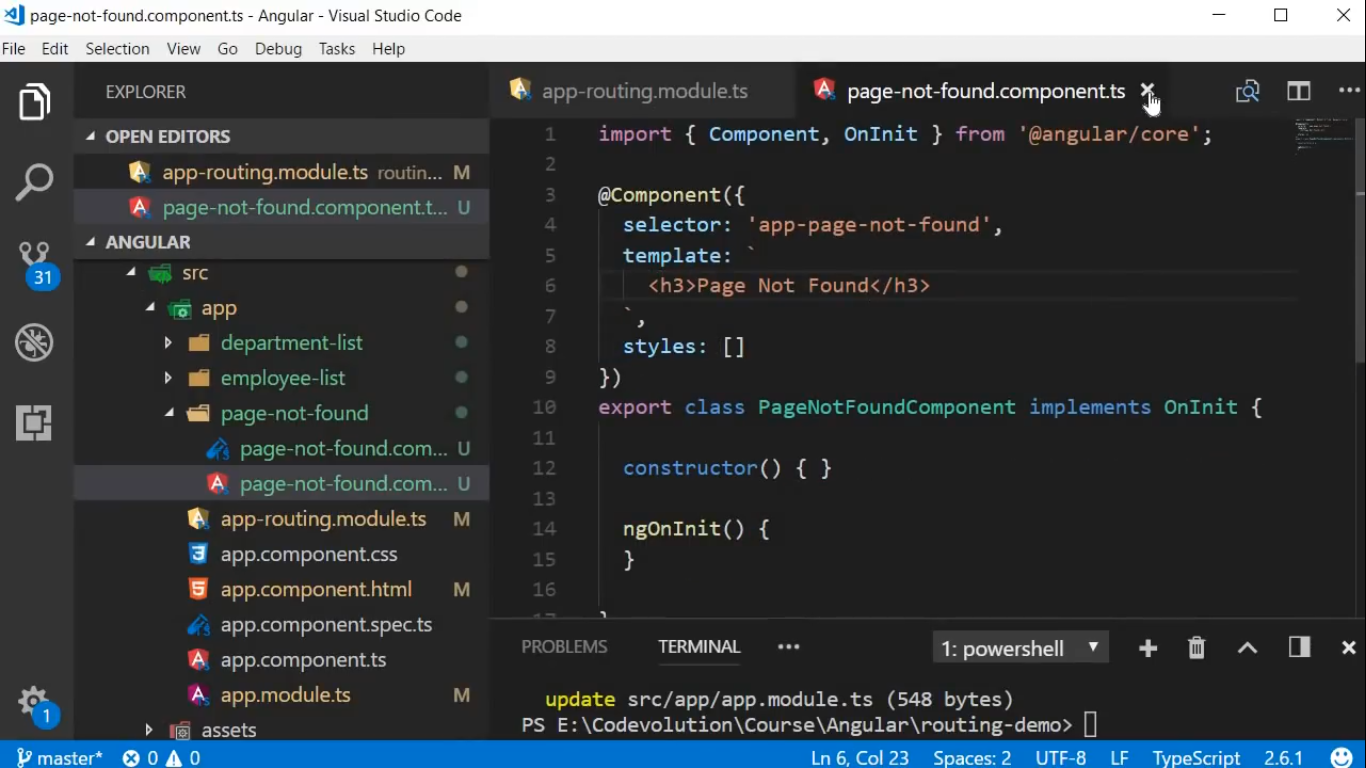 page-not-found.component.ts - Angular - Visual Studio Code
File Edit Selection View Go Debug Tasks Help
EXPLORER
OPEN EDITORS
app-routing.module.ts routin... M
page-not-found.component.t... U
ANGULAR
src
app
department-list
employee-list
page-not-found
page-not-found.com... U
page-not-found.com... U
app-routing.module.ts M
app.component.css
app.component.html M
app.component.spec.ts
app.component.ts
app.module.ts M
assets
31
1
app-routing.module.ts page-not-found.component.ts
1 import { Component, OnInit } from '@angular/core';
2
3 @Component({
4 selector: 'app-page-not-found',
5 template: `
6 <h3>Page Not Found</h3>
7 `,
8 styles: []
9 })
10 export class PageNotFoundComponent implements OnInit {
11
12 constructor() { }
13
14 ngOnInit() {
15 }
16
17 }
PROBLEMS TERMINAL ••• 1: powershell
update src/app/app.module.ts (548 bytes)
PS E:\Codevolution\Course\Angular\routing-demo>
master* 0 0 Ln 6, Col 23 Spaces: 2 UTF-8 LF TypeScript 2.6.1